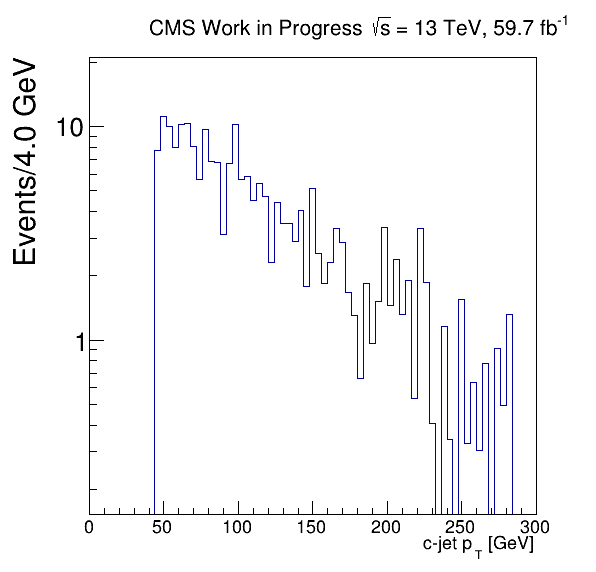 CMS Work in Progress √s = 13 TeV, 59.7 fb⁻¹
Events/4.0 GeV
10
1
0 50 100 150 200 250 300
c-jet p_T [GeV]